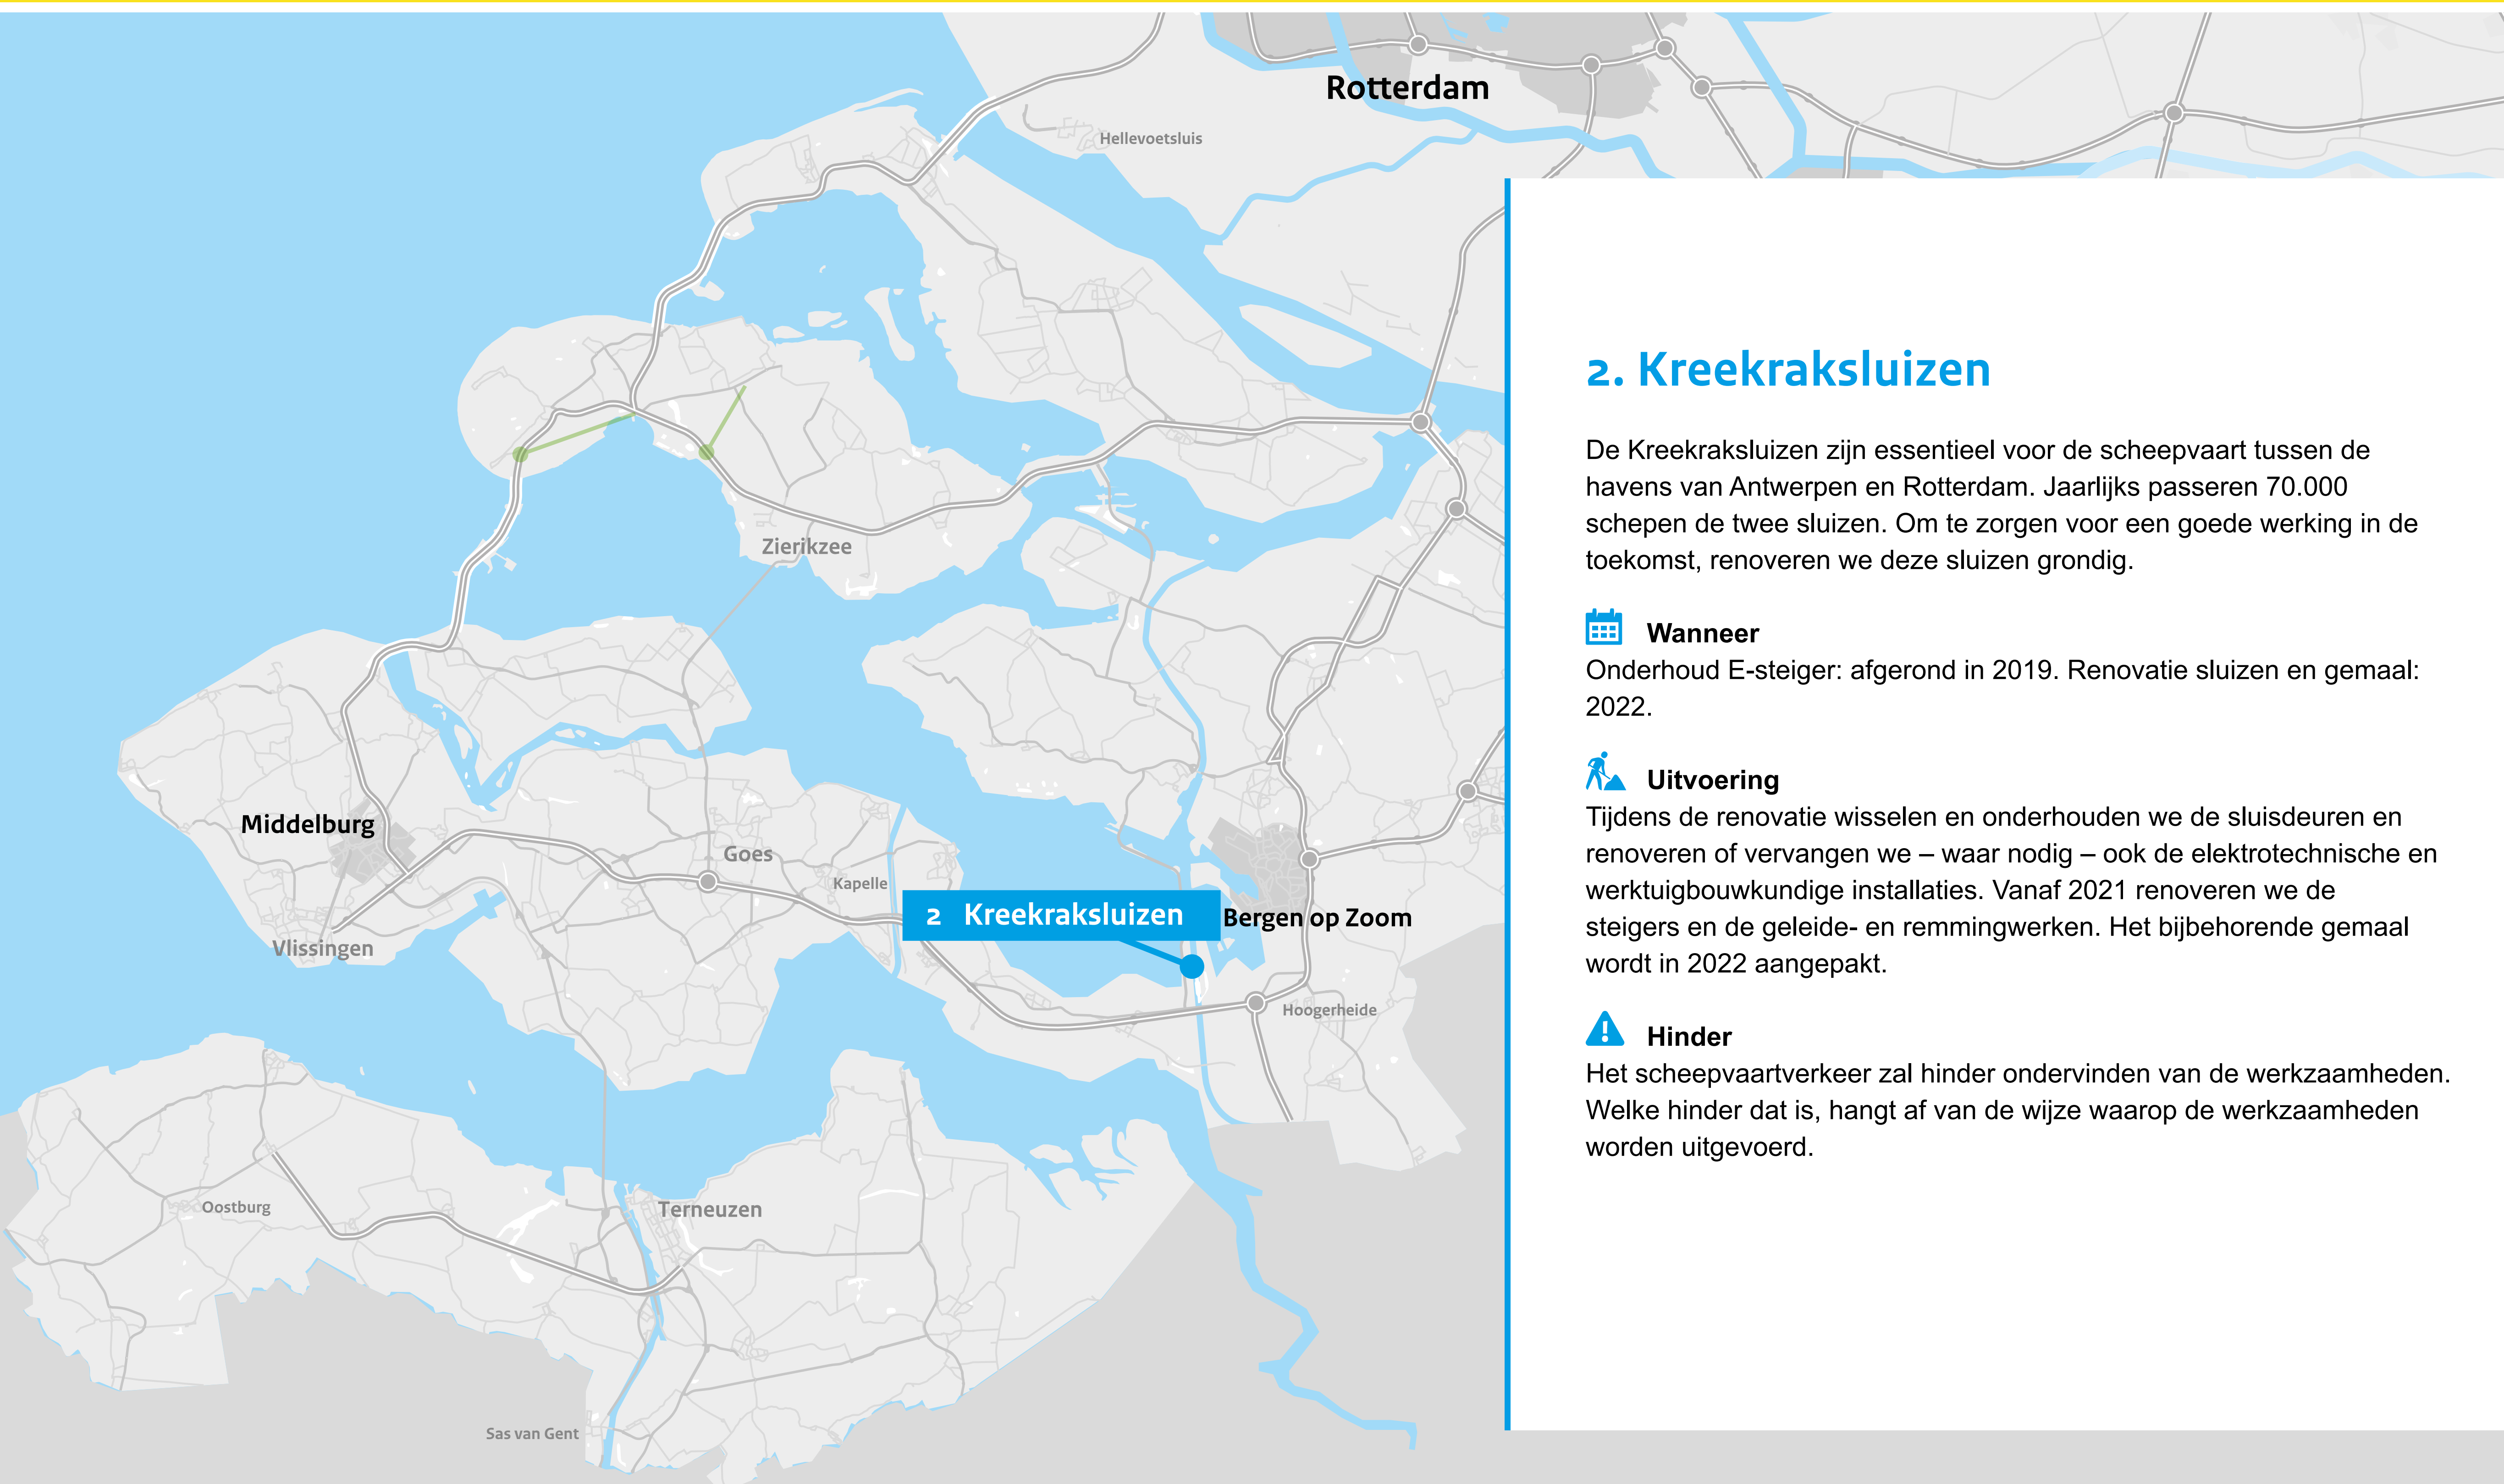 Rotterdam
Hellevoetsluis
Zierikzee
Middelburg
Goes
Kapelle
2 Kreekraksluizen
Bergen op Zoom
Vlissingen
Hoogerheide
Oostburg
Terneuzen
Sas van Gent
2. Kreekraksluizen
De Kreekraksluizen zijn essentieel voor de scheepvaart tussen de
havens van Antwerpen en Rotterdam. Jaarlijks passeren 70.000
schepen de twee sluizen. Om te zorgen voor een goede werking in de
toekomst, renoveren we deze sluizen grondig.
Wanneer
Onderhoud E-steiger: afgerond in 2019. Renovatie sluizen en gemaal:
2022.
Uitvoering
Tijdens de renovatie wisselen en onderhouden we de sluisdeuren en
renoveren of vervangen we – waar nodig – ook de elektrotechnische en
werktuigbouwkundige installaties. Vanaf 2021 renoveren we de
steigers en de geleide- en remmingwerken. Het bijbehorende gemaal
wordt in 2022 aangepakt.
Hinder
Het scheepvaartverkeer zal hinder ondervinden van de werkzaamheden.
Welke hinder dat is, hangt af van de wijze waarop de werkzaamheden
worden uitgevoerd.